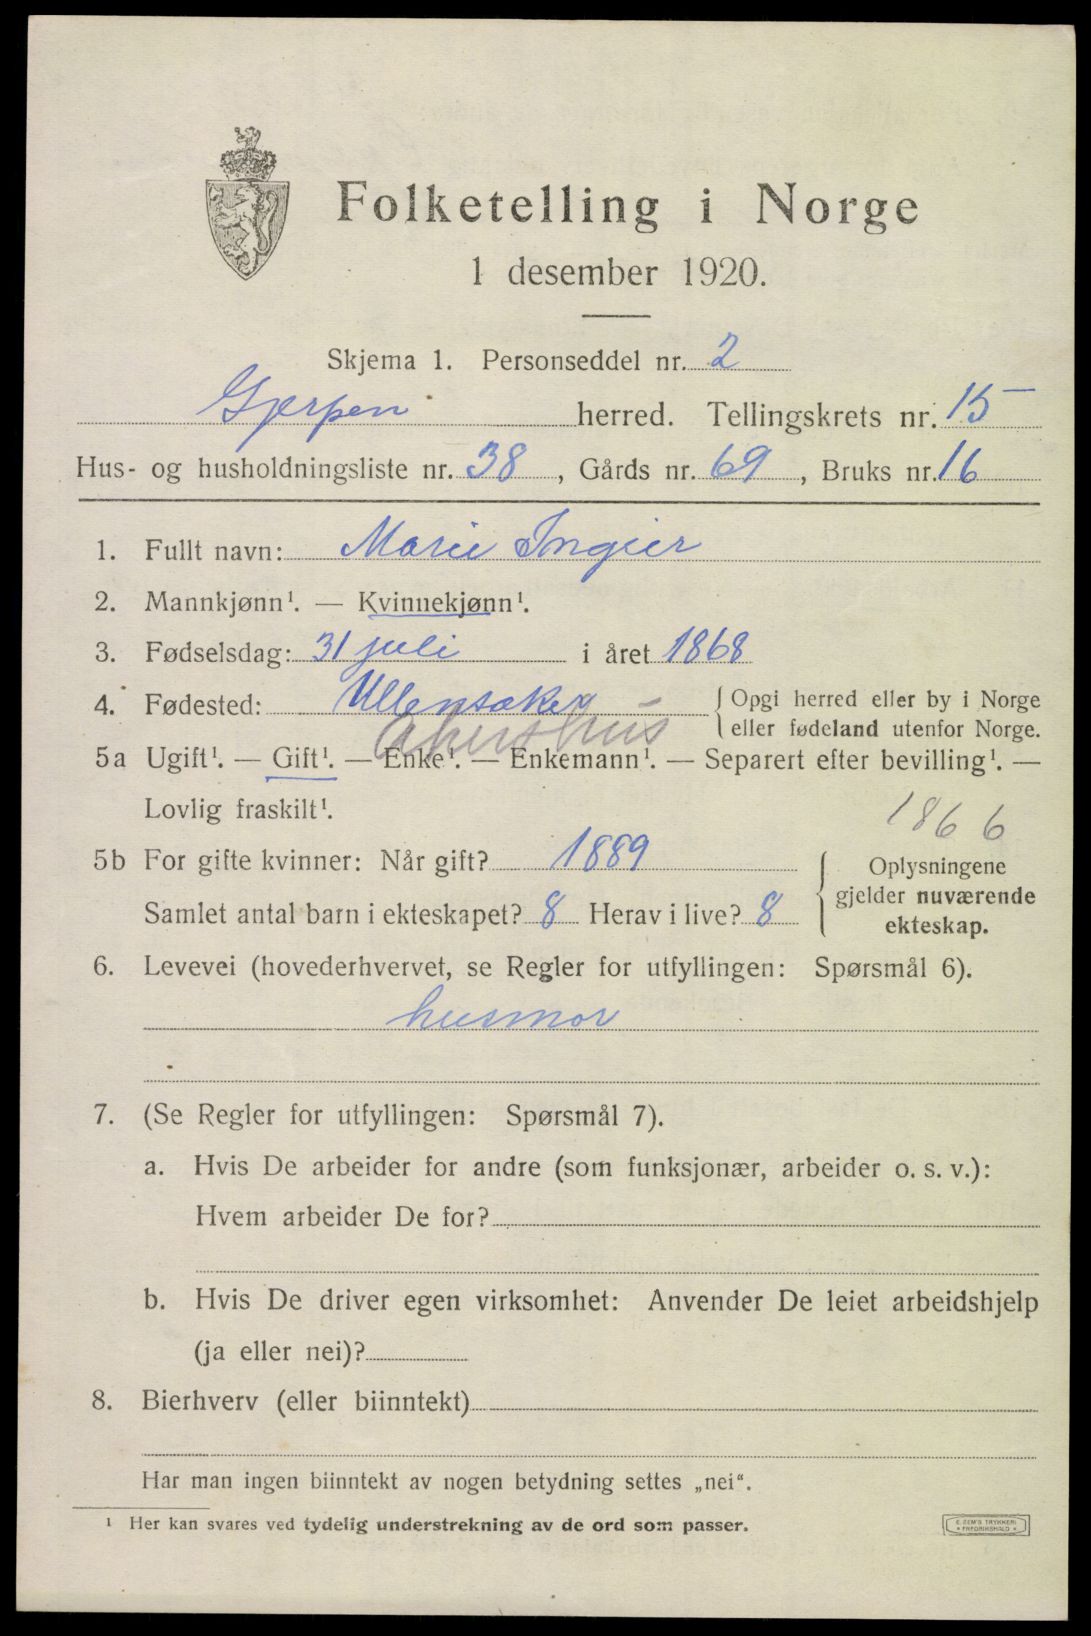 Folketelling i Norge
1 desember 1920.
Skjema 1. Personseddel nr. 2
Gjerpen herred. Tellingskrets nr. 15
Hus- og husholdningsliste nr. 38, Gårds nr. 69, Bruks nr. 16
1. Fullt navn: Marie Ingier
2. Mannkjønn¹. — Kvinnekjønn¹.
3. Fødselsdag: 31 juli i året 1868
4. Fødested: Ullensaker { Opgi herred eller by i Norge
eller fødeland utenfor Norge.
Akershus
5a Ugift¹. — Gift¹. — Enke¹. — Enkemann¹. — Separert efter bevilling¹. —
Lovlig fraskilt¹.
1866
5b For gifte kvinner: Når gift? 1889
Samlet antal barn i ekteskapet? 8 Herav i live? 8
{ Oplysningene
gjelder nuværende
ekteskap.
6. Levevei (hovederhvervet, se Regler for utfyllingen: Spørsmål 6).
husmor
7. (Se Regler for utfyllingen: Spørsmål 7).
a. Hvis De arbeider for andre (som funksjonær, arbeider o. s. v.):
Hvem arbeider De for?
b. Hvis De driver egen virksomhet: Anvender De leiet arbeidshjelp
(ja eller nei)?
8. Bierhverv (eller biinntekt)
Har man ingen biinntekt av nogen betydning settes „nei“.
¹ Her kan svares ved tydelig understrekning av de ord som passer.
E. SEM'S TRYKKERI
• FREDRIKSHALD •